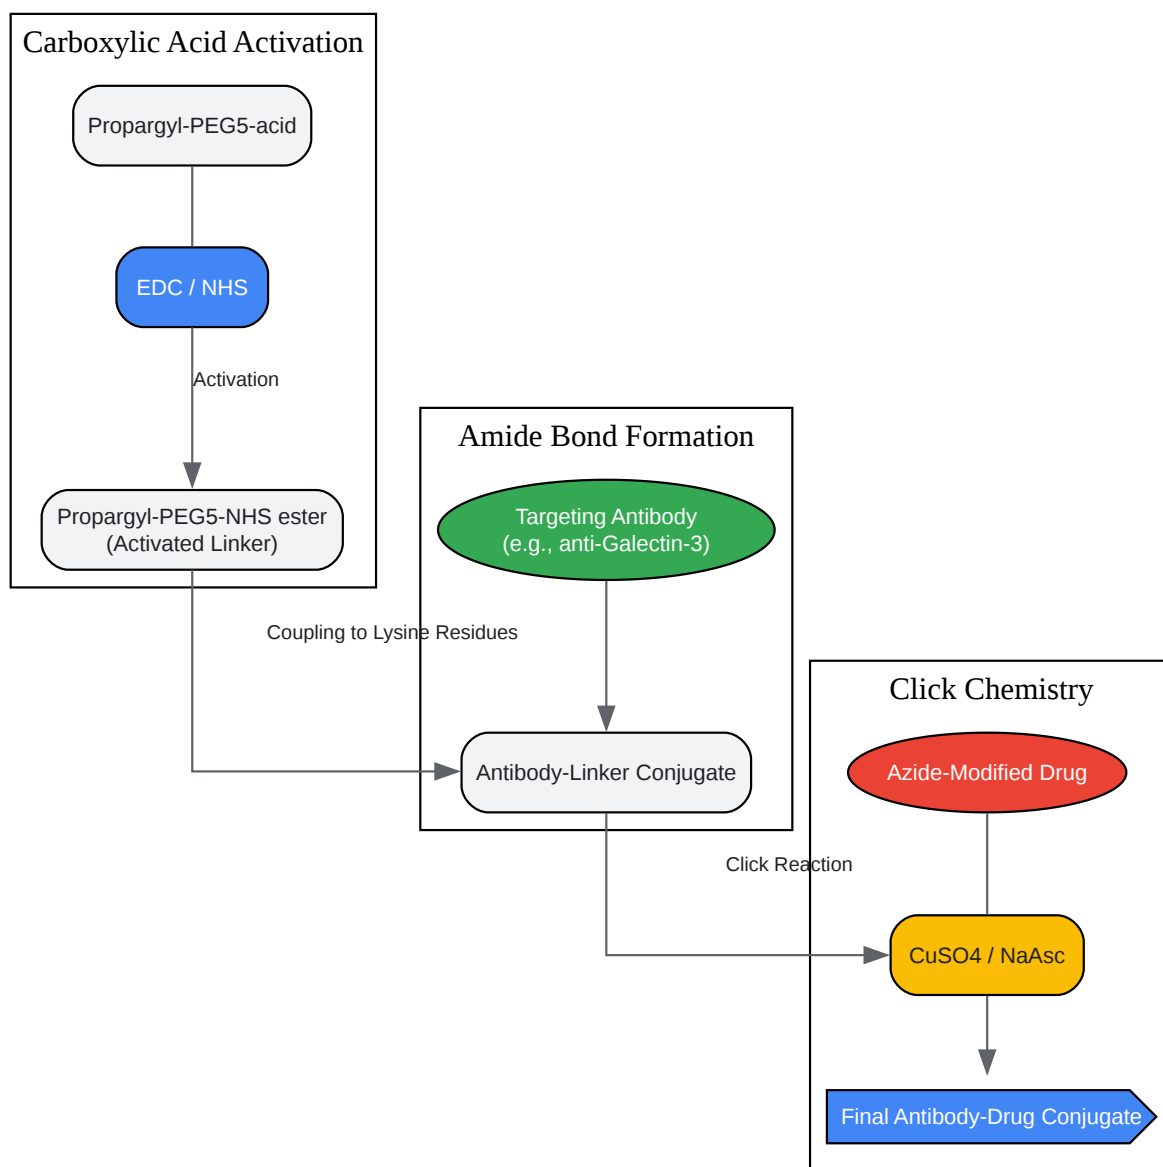 Carboxylic Acid Activation
Propargyl-PEG5-acid
EDC / NHS
Activation
Propargyl-PEG5-NHS ester
(Activated Linker)
Amide Bond Formation
Targeting Antibody
(e.g., anti-Galectin-3)
Coupling to Lysine Residues
Antibody-Linker Conjugate
Click Chemistry
Azide-Modified Drug
Click Reaction
CuSO4 / NaAsc
Final Antibody-Drug Conjugate